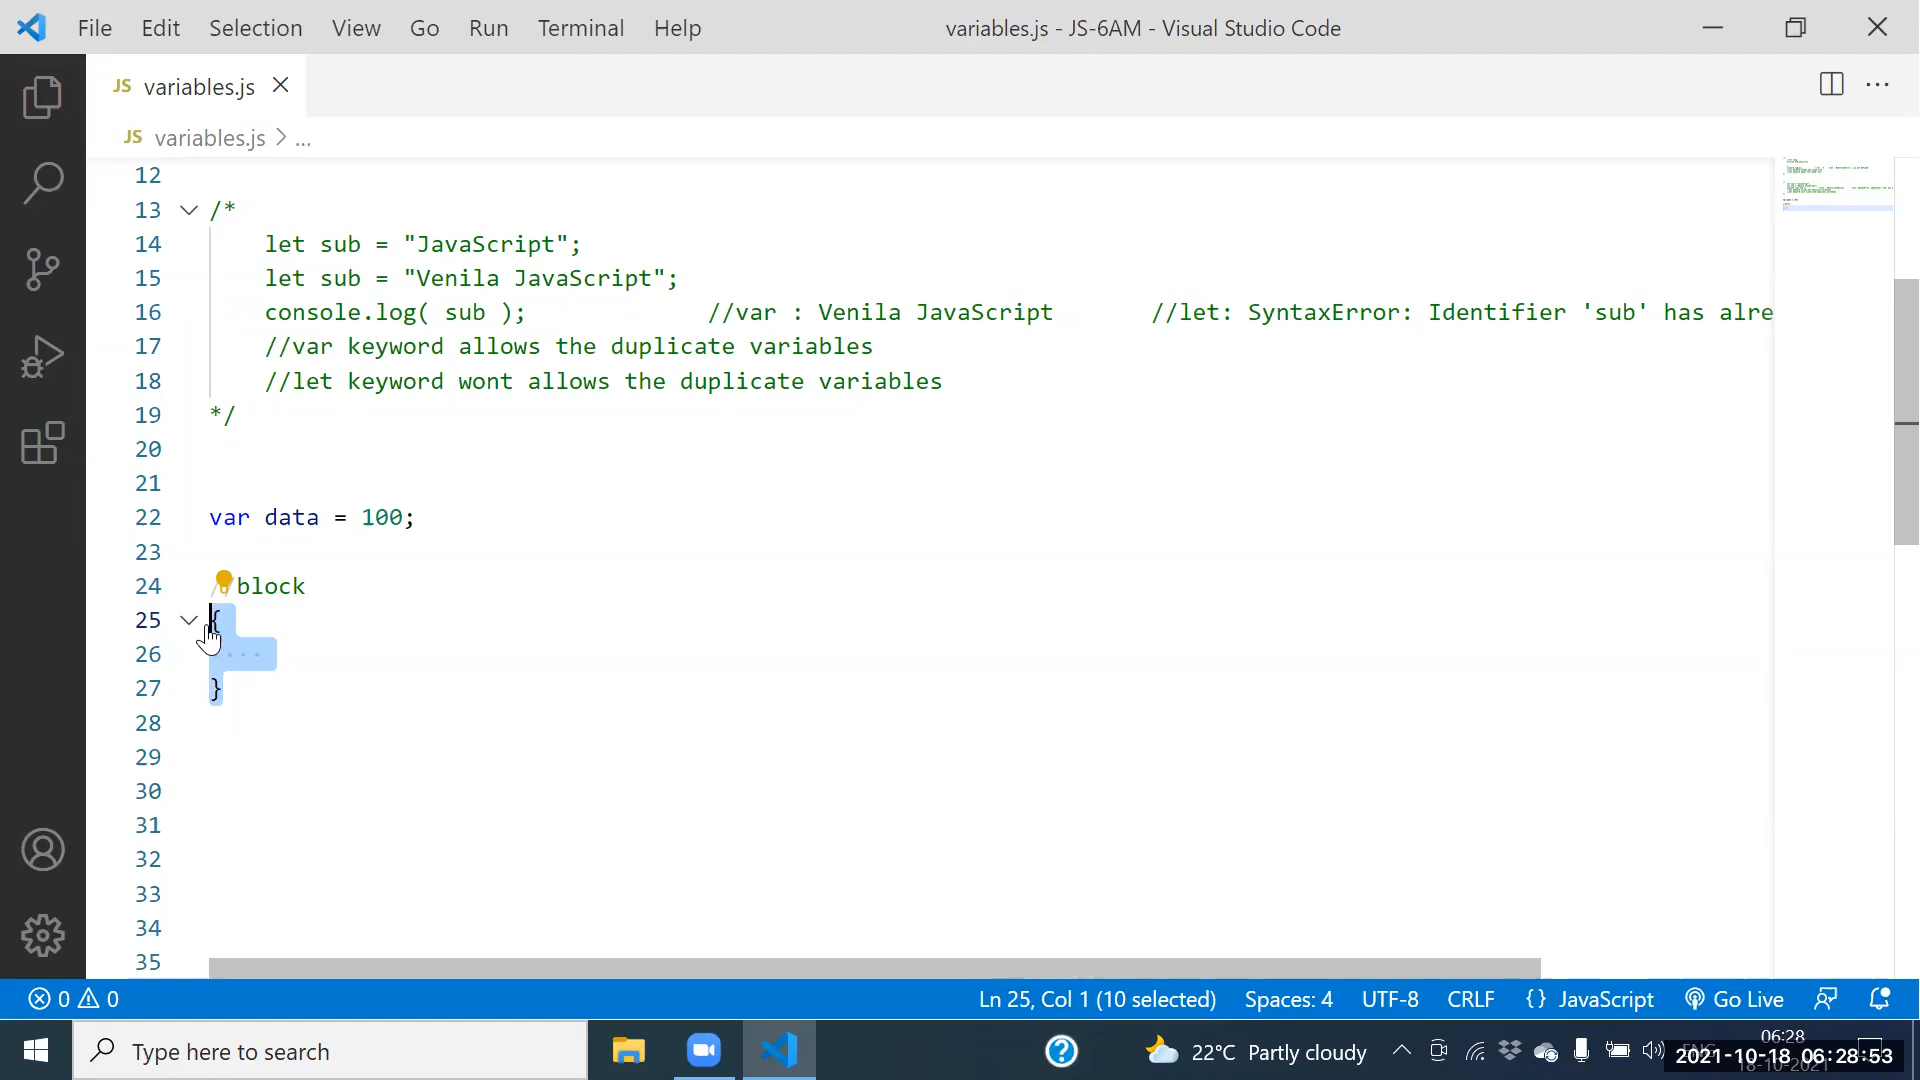 File Edit Selection View Go Run Terminal Help variables.js - JS-6AM - Visual Studio Code
JS variables.js
JS variables.js > ...
12
13 /*
14 let sub = "JavaScript";
15 let sub = "Venila JavaScript";
16 console.log( sub ); //var : Venila JavaScript //let: SyntaxError: Identifier 'sub' has alre
17 //var keyword allows the duplicate variables
18 //let keyword wont allows the duplicate variables
19 */
20
21
22 var data = 100;
23
24 //block
25 {
26
27 }
28
29
30
31
32
33
34
35
0 0 Ln 25, Col 1 (10 selected) Spaces: 4 UTF-8 CRLF {} JavaScript Go Live
Type here to search 22°C Partly cloudy 06:28
2021-10-18 06:28:53
18-10-2021